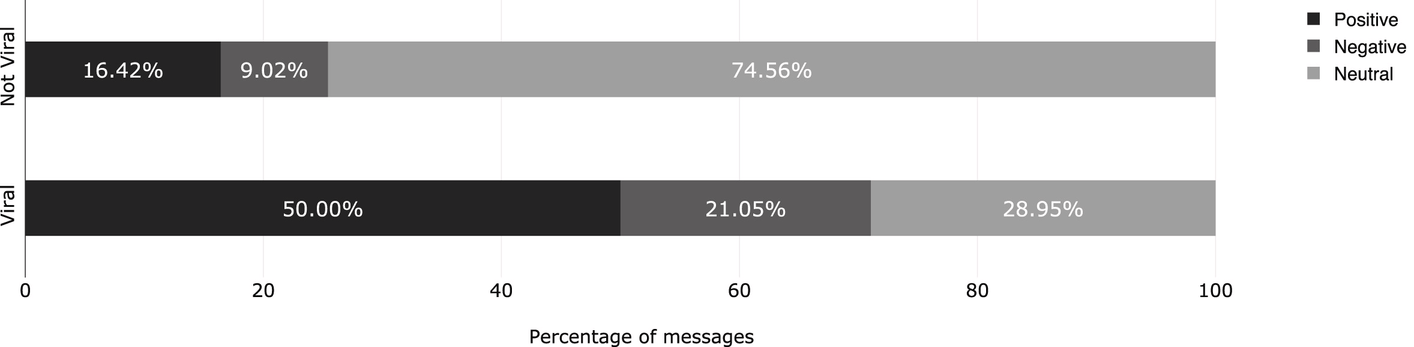 Not Viral
16.42% 9.02% 74.56%
Viral
50.00% 21.05% 28.95%
0 20 40 60 80 100
Percentage of messages
Positive
Negative
Neutral